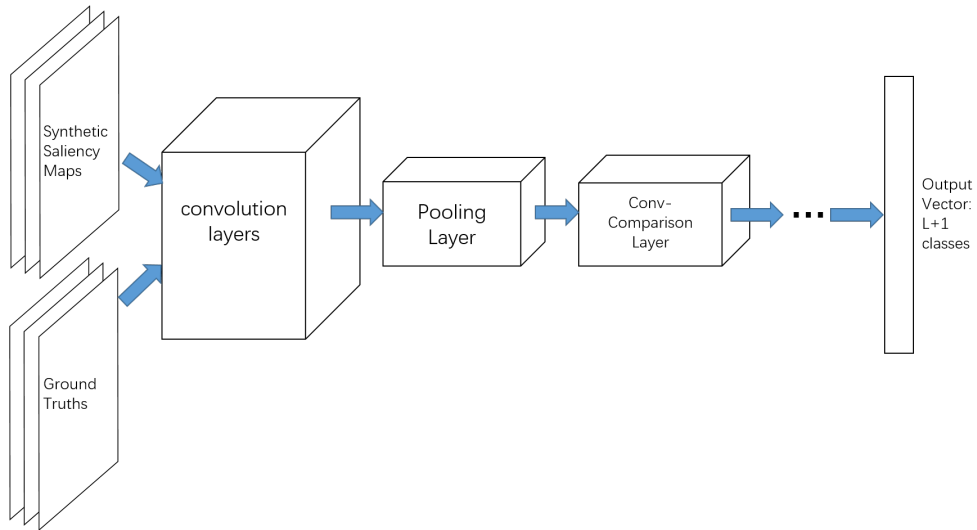 Synthetic
Saliency
Maps
Ground
Truths
convolution
layers
Pooling
Layer
Conv-
Comparison
Layer
...
Output
Vector:
L+1
classes